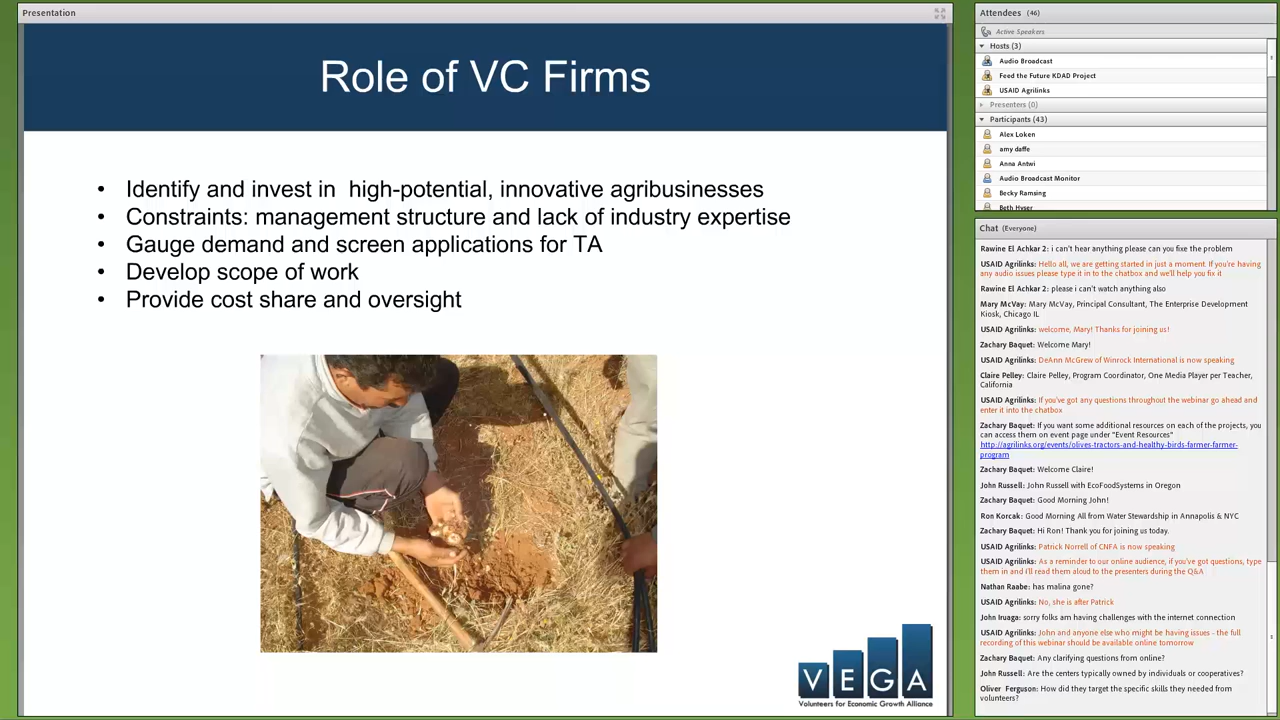 Presentation
Role of VC Firms
• Identify and invest in high-potential, innovative agribusinesses
• Constraints: management structure and lack of industry expertise
• Gauge demand and screen applications for TA
• Develop scope of work
• Provide cost share and oversight
VEGA
Volunteers for Economic Growth Alliance
Attendees (46)
Active Speakers
Hosts (3)
Audio Broadcast
Feed the Future KDAD Project
USAID Agrilinks
Presenters (0)
Participants (43)
Alex Loken
amy daffe
Anna Antwi
Audio Broadcast Monitor
Becky Ramsing
Beth Hyser
Chat (Everyone)
Rawine El Achkar 2: i can't hear anything please can you fixe the problem
USAID Agrilinks: Hello all, we are getting started in just a moment. If you're having
any audio issues please type it in to the chatbox and we'll help you fix it
Rawine El Achkar 2: please i can't watch anything also
Mary McVay: Mary McVay, Principal Consultant, The Enterprise Development
Kiosk, Chicago IL
USAID Agrilinks: welcome, Mary! Thanks for joining us!
Zachary Baquet: Welcome Mary!
USAID Agrilinks: DeAnn McGrew of Winrock International is now speaking
Claire Pelley: Claire Pelley, Program Coordinator, One Media Player per Teacher,
California
USAID Agrilinks: If you've got any questions throughout the webinar go ahead and
enter it into the chatbox
Zachary Baquet: If you want some additional resources on each of the projects, you
can access them on event page under "Event Resources"
http://agrilinks.org/events/olives-tractors-and-healthy-birds-farmer-farmer-
program
Zachary Baquet: Welcome Claire!
John Russell: John Russell with EcoFoodSystems in Oregon
Zachary Baquet: Good Morning John!
Ron Korcak: Good Morning All from Water Stewardship in Annapolis & NYC
Zachary Baquet: Hi Ron! Thank you for joining us today.
USAID Agrilinks: Patrick Norrell of CNFA is now speaking
USAID Agrilinks: As a reminder to our online audience, if you've got questions, type
them in and I'll read them aloud to the presenters during the Q&A
Nathan Raabe: has malina gone?
USAID Agrilinks: No, she is after Patrick
John Iruaga: sorry folks am having challenges with the internet connection
USAID Agrilinks: John and anyone else who might be having issues - the full
recording of this webinar should be available online tomorrow
Zachary Baquet: Any clarifying questions from online?
John Russell: Are the centers typically owned by individuals or cooperatives?
Oliver Ferguson: How did they target the specific skills they needed from
volunteers?